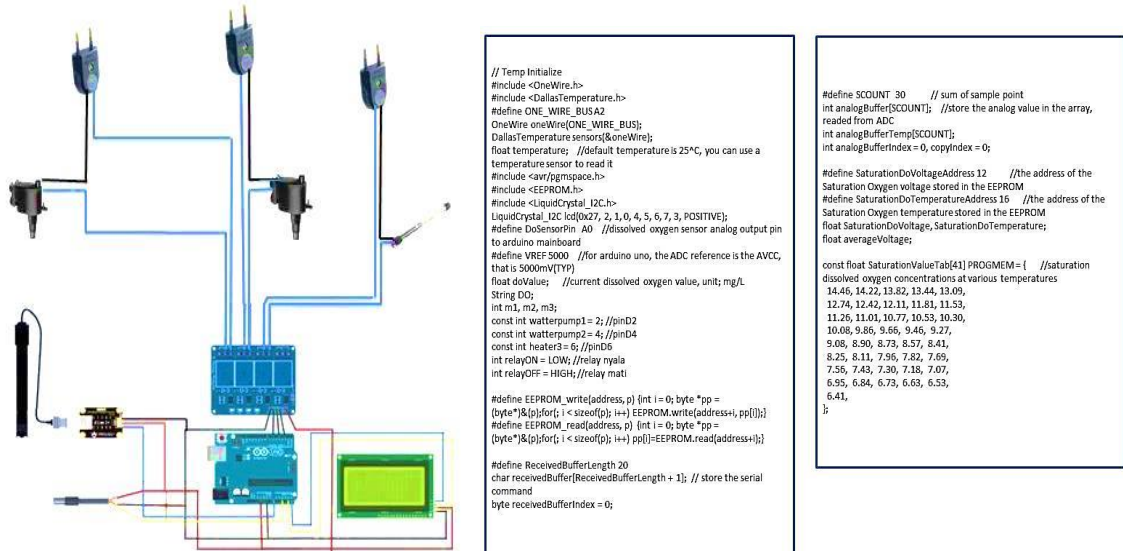 // Temp Initialize
#include <OneWire.h>
#include <DallasTemperature.h>
#define ONE_WIRE_BUS A2
OneWire oneWire(ONE_WIRE_BUS);
DallasTemperature sensors(&oneWire);
float temperature;   //default temperature is 25^C, you can use a
temperature sensor to read it
#include <avr/pgmspace.h>
#include <EEPROM.h>
#include <LiquidCrystal_I2C.h>
LiquidCrystal_I2C lcd(0x27, 2, 1, 0, 4, 5, 6, 7, 3, POSITIVE);
#define DoSensorPin  A0   //dissolved oxygen sensor analog output pin
to arduino mainboard
#define VREF 5000   //for arduino uno, the ADC reference is the AVCC,
that is 5000mV(TYP)
float doValue;     //current dissolved oxygen value, unit; mg/L
String DO;
int m1, m2, m3;
const int watterpump1 = 2; //pinD2
const int watterpump2 = 4; //pinD4
const int heater3 = 6; //pinD6
int relayON = LOW; //relay nyala
int relayOFF = HIGH; //relay mati

#define EEPROM_write(address, p) {int i = 0; byte *pp =
(byte*)&(p);for(; i < sizeof(p); i++) EEPROM.write(address+i, pp[i]);}
#define EEPROM_read(address, p)  {int i = 0; byte *pp =
(byte*)&(p);for(; i < sizeof(p); i++) pp[i]=EEPROM.read(address+i);}

#define ReceivedBufferLength 20
char receivedBuffer[ReceivedBufferLength + 1];  // store the serial
command
byte receivedBufferIndex = 0;

#define SCOUNT  30      // sum of sample point
int analogBuffer[SCOUNT];   //store the analog value in the array,
readed from ADC
int analogBufferTemp[SCOUNT];
int analogBufferIndex = 0, copyIndex = 0;

#define SaturationDoVoltageAddress 12      //the address of the
Saturation Oxygen voltage stored in the EEPROM
#define SaturationDoTemperatureAddress 16   //the address of the
Saturation Oxygen temperature stored in the EEPROM
float SaturationDoVoltage, SaturationDoTemperature;
float averageVoltage;

const float SaturationValueTab[41] PROGMEM = {    //saturation
dissolved oxygen concentrations at various temperatures
14.46, 14.22, 13.82, 13.44, 13.09,
12.74, 12.42, 12.11, 11.81, 11.53,
11.26, 11.01, 10.77, 10.53, 10.30,
10.08, 9.86, 9.66, 9.46, 9.27,
9.08, 8.90, 8.73, 8.57, 8.41,
8.25, 8.11, 7.96, 7.82, 7.69,
7.56, 7.43, 7.30, 7.18, 7.07,
6.95, 6.84, 6.73, 6.63, 6.53,
6.41,
};